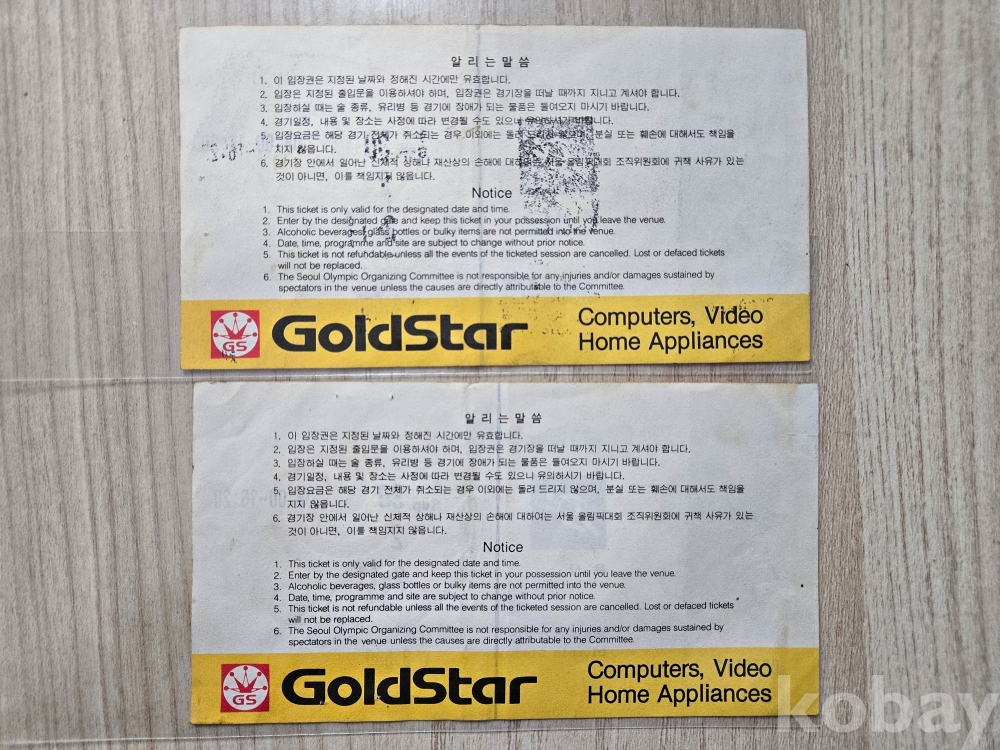 알리는말씀
1. 이 입장권은 지정된 날짜와 정해진 시간에만 유효합니다.
2. 입장은 지정된 출입문을 이용하셔야 하며, 입장권은 경기장을 떠날 때까지 지니고 계셔야 합니다.
3. 입장하실 때는 술 종류, 유리병 등 경기에 장애가 되는 물품은 들여오지 마시기 바랍니다.
4. 경기일정, 내용 및 장소는 사정에 따라 변경될 수도 있으니 유의하시기 바랍니다.
5. 입장요금은 해당 경기 전체가 취소되는 경우 이외에는 돌려 드리지 않으며, 분실 또는 훼손에 대해서도 책임을
지지 않읍니다.
6. 경기장 안에서 일어난 신체적 상해나 재산상의 손해에 대하여는 서울 올림픽대회 조직위원회에 귀책 사유가 있는
것이 아니면, 이를 책임지지 않읍니다.
Notice
1. This ticket is only valid for the designated date and time.
2. Enter by the designated gate and keep this ticket in your possession until you leave the venue.
3. Alcoholic beverages, glass bottles or bulky items are not permitted into the venue.
4. Date, time, programme and site are subject to change without prior notice.
5. This ticket is not refundable unless all the events of the ticketed session are cancelled. Lost or defaced tickets
will not be replaced.
6. The Seoul Olympic Organizing Committee is not responsible for any injuries and/or damages sustained by
spectators in the venue unless the causes are directly attributable to the Committee.
GS GoldStar Computers, Video
Home Appliances
알리는말씀
1. 이 입장권은 지정된 날짜와 정해진 시간에만 유효합니다.
2. 입장은 지정된 출입문을 이용하셔야 하며, 입장권은 경기장을 떠날 때까지 지니고 계셔야 합니다.
3. 입장하실 때는 술 종류, 유리병 등 경기에 장애가 되는 물품은 들여오지 마시기 바랍니다.
4. 경기일정, 내용 및 장소는 사정에 따라 변경될 수도 있으니 유의하시기 바랍니다.
5. 입장요금은 해당 경기 전체가 취소되는 경우 이외에는 돌려 드리지 않으며, 분실 또는 훼손에 대해서도 책임을
지지 않읍니다.
6. 경기장 안에서 일어난 신체적 상해나 재산상의 손해에 대하여는 서울 올림픽대회 조직위원회에 귀책 사유가 있는
것이 아니면, 이를 책임지지 않읍니다.
Notice
1. This ticket is only valid for the designated date and time.
2. Enter by the designated gate and keep this ticket in your possession until you leave the venue.
3. Alcoholic beverages, glass bottles or bulky items are not permitted into the venue.
4. Date, time, programme and site are subject to change without prior notice.
5. This ticket is not refundable unless all the events of the ticketed session are cancelled. Lost or defaced tickets
will not be replaced.
6. The Seoul Olympic Organizing Committee is not responsible for any injuries and/or damages sustained by
spectators in the venue unless the causes are directly attributable to the Committee.
GS GoldStar Computers, Video
Home Appliances
kobay